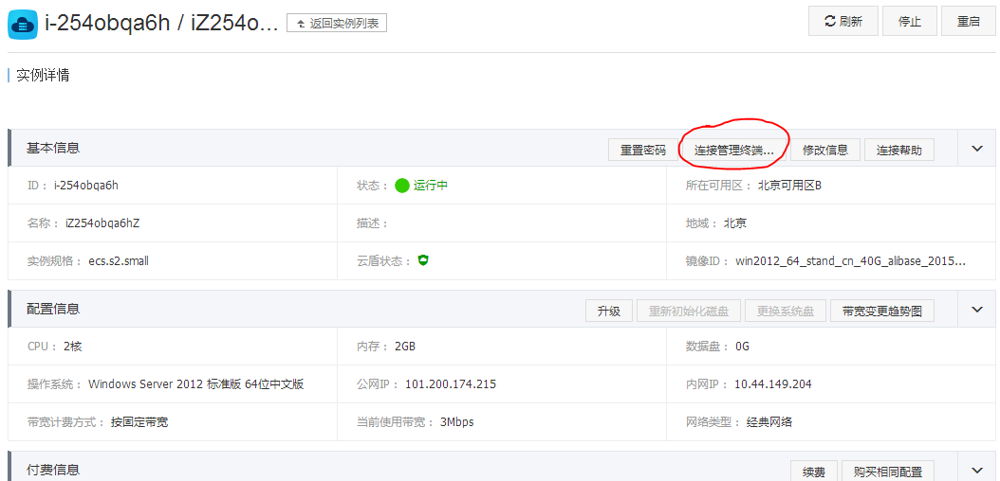 i-254obqa6h / iZ254o... 返回实例列表 刷新 停止 重启
实例详情
基本信息 重置密码 连接管理终端... 修改信息 连接帮助
ID： i-254obqa6h 状态： 运行中 所在可用区： 北京可用区B
名称： iZ254obqa6hZ 描述： 地域： 北京
实例规格： ecs.s2.small 云盾状态： 镜像ID： win2012_64_stand_cn_40G_alibase_2015...
配置信息 升级 重新初始化磁盘 更换系统盘 带宽变更趋势图
CPU： 2核 内存： 2GB 数据盘： 0G
操作系统： Windows Server 2012 标准版 64位中文版 公网IP： 101.200.174.215 内网IP： 10.44.149.204
带宽计费方式： 按固定带宽 当前使用带宽： 3Mbps 网络类型： 经典网络
付费信息 续费 购买相同配置